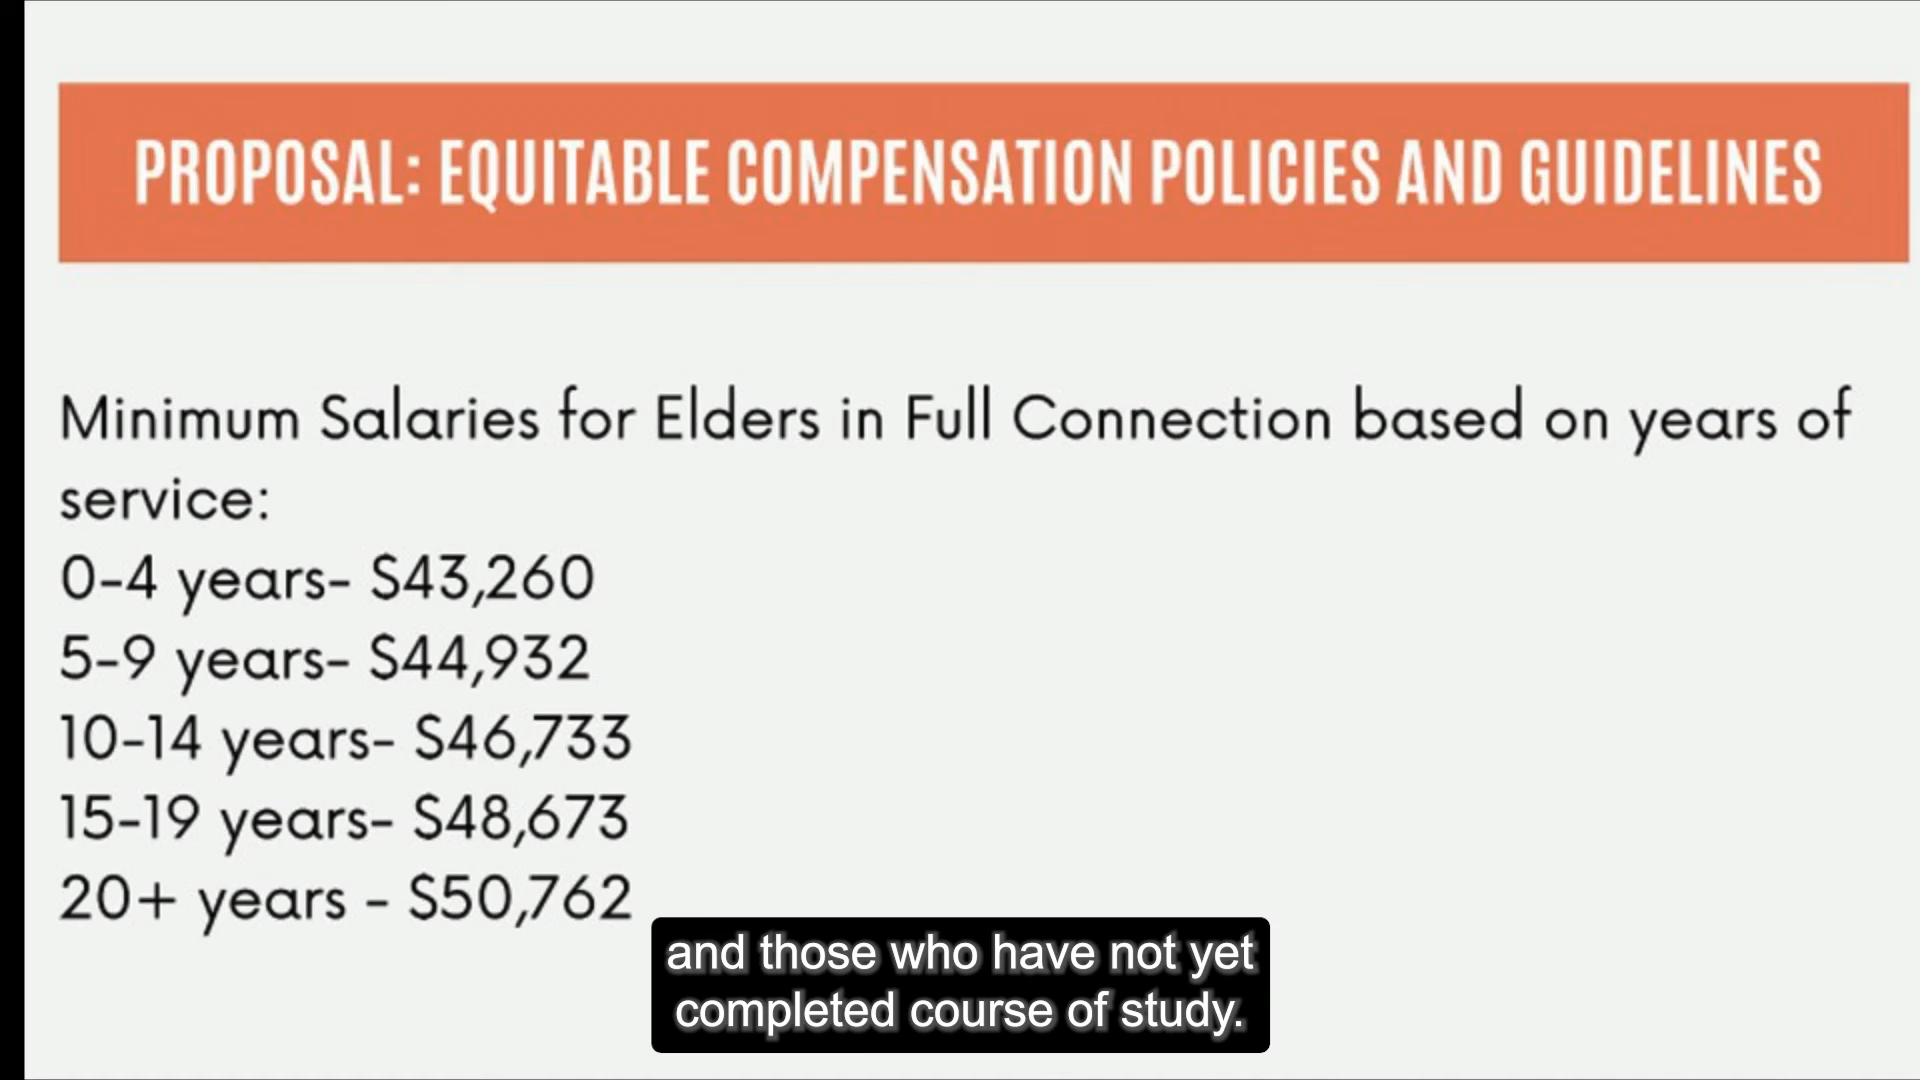 PROPOSAL: EQUITABLE COMPENSATION POLICIES AND GUIDELINES
Minimum Salaries for Elders in Full Connection based on years of
service:
0-4 years- $43,260
5-9 years- $44,932
10-14 years- $46,733
15-19 years- $48,673
20+ years - $50,762
and those who have not yet
completed course of study.